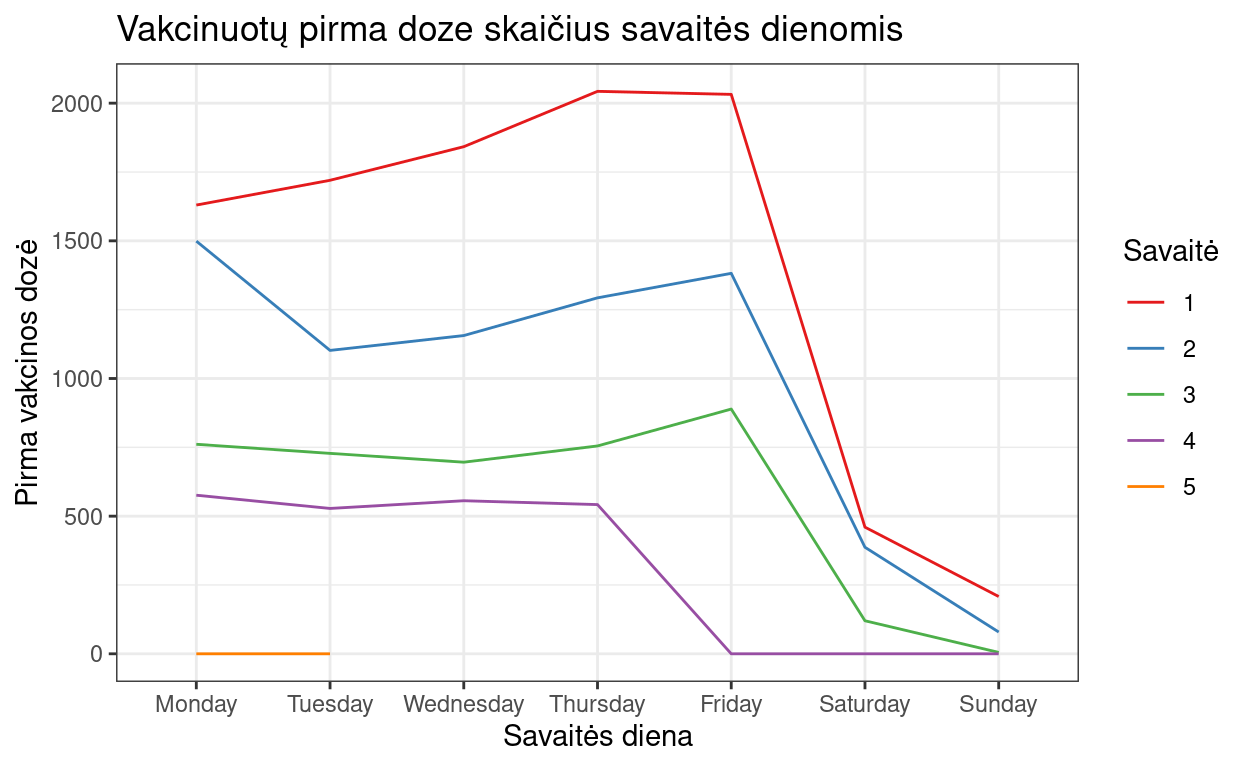 Vakcinuotų pirma doze skaičius savaitės dienomis
Pirma vakcinos dozė
2000
1500
1000
500
0
Monday Tuesday Wednesday Thursday Friday Saturday Sunday
Savaitės diena
Savaitė
1
2
3
4
5